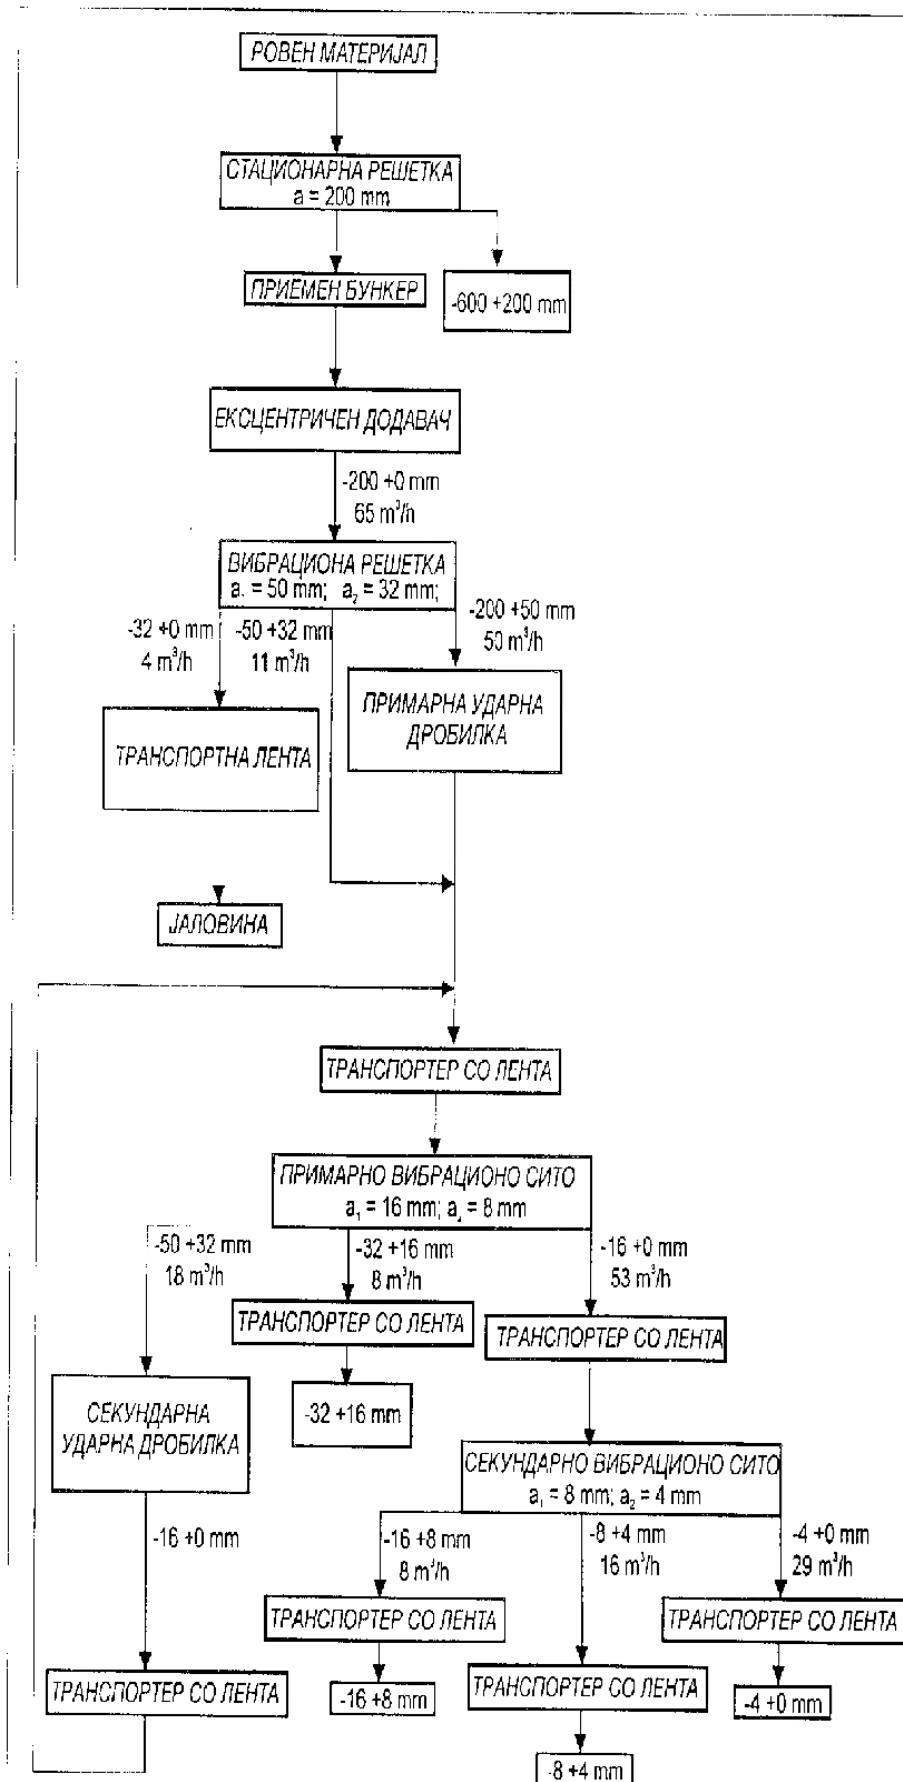 РОВЕН МАТЕРИЈАЛ
СТАЦИОНАРНА РЕШЕТКА
a = 200 mm
ПРИЕМЕН БУНКЕР
-600 +200 mm
ЕКСЦЕНТРИЧЕН ДОДАВАЧ
-200 +0 mm
65 m³/h
ВИБРАЦИОНА РЕШЕТКА
a. = 50 mm; a₂ = 32 mm;
-32 +0 mm
4 m³/h
-50 +32 mm
11 m³/h
-200 +50 mm
50 m³/h
ТРАНСПОРТНА ЛЕНТА
ПРИМАРНА УДАРНА
ДРОБИЛКА
ЈАЛОВИНА
ТРАНСПОРТЕР СО ЛЕНТА
ПРИМАРНО ВИБРАЦИОНО СИТО
a₁ = 16 mm; a₂ = 8 mm
-50 +32 mm
18 m³/h
-32 +16 mm
8 m³/h
-16 +0 mm
53 m³/h
ТРАНСПОРТЕР СО ЛЕНТА
ТРАНСПОРТЕР СО ЛЕНТА
-32 +16 mm
СЕКУНДАРНА
УДАРНА ДРОБИЛКА
СЕКУНДАРНО ВИБРАЦИОНО СИТО
a₁ = 8 mm; a₂ = 4 mm
-16 +0 mm
-16 +8 mm
8 m³/h
-8 +4 mm
16 m³/h
-4 +0 mm
29 m³/h
ТРАНСПОРТЕР СО ЛЕНТА
ТРАНСПОРТЕР СО ЛЕНТА
ТРАНСПОРТЕР СО ЛЕНТА
ТРАНСПОРТЕР СО ЛЕНТА
-16 +8 mm
-4 +0 mm
-8 +4 mm